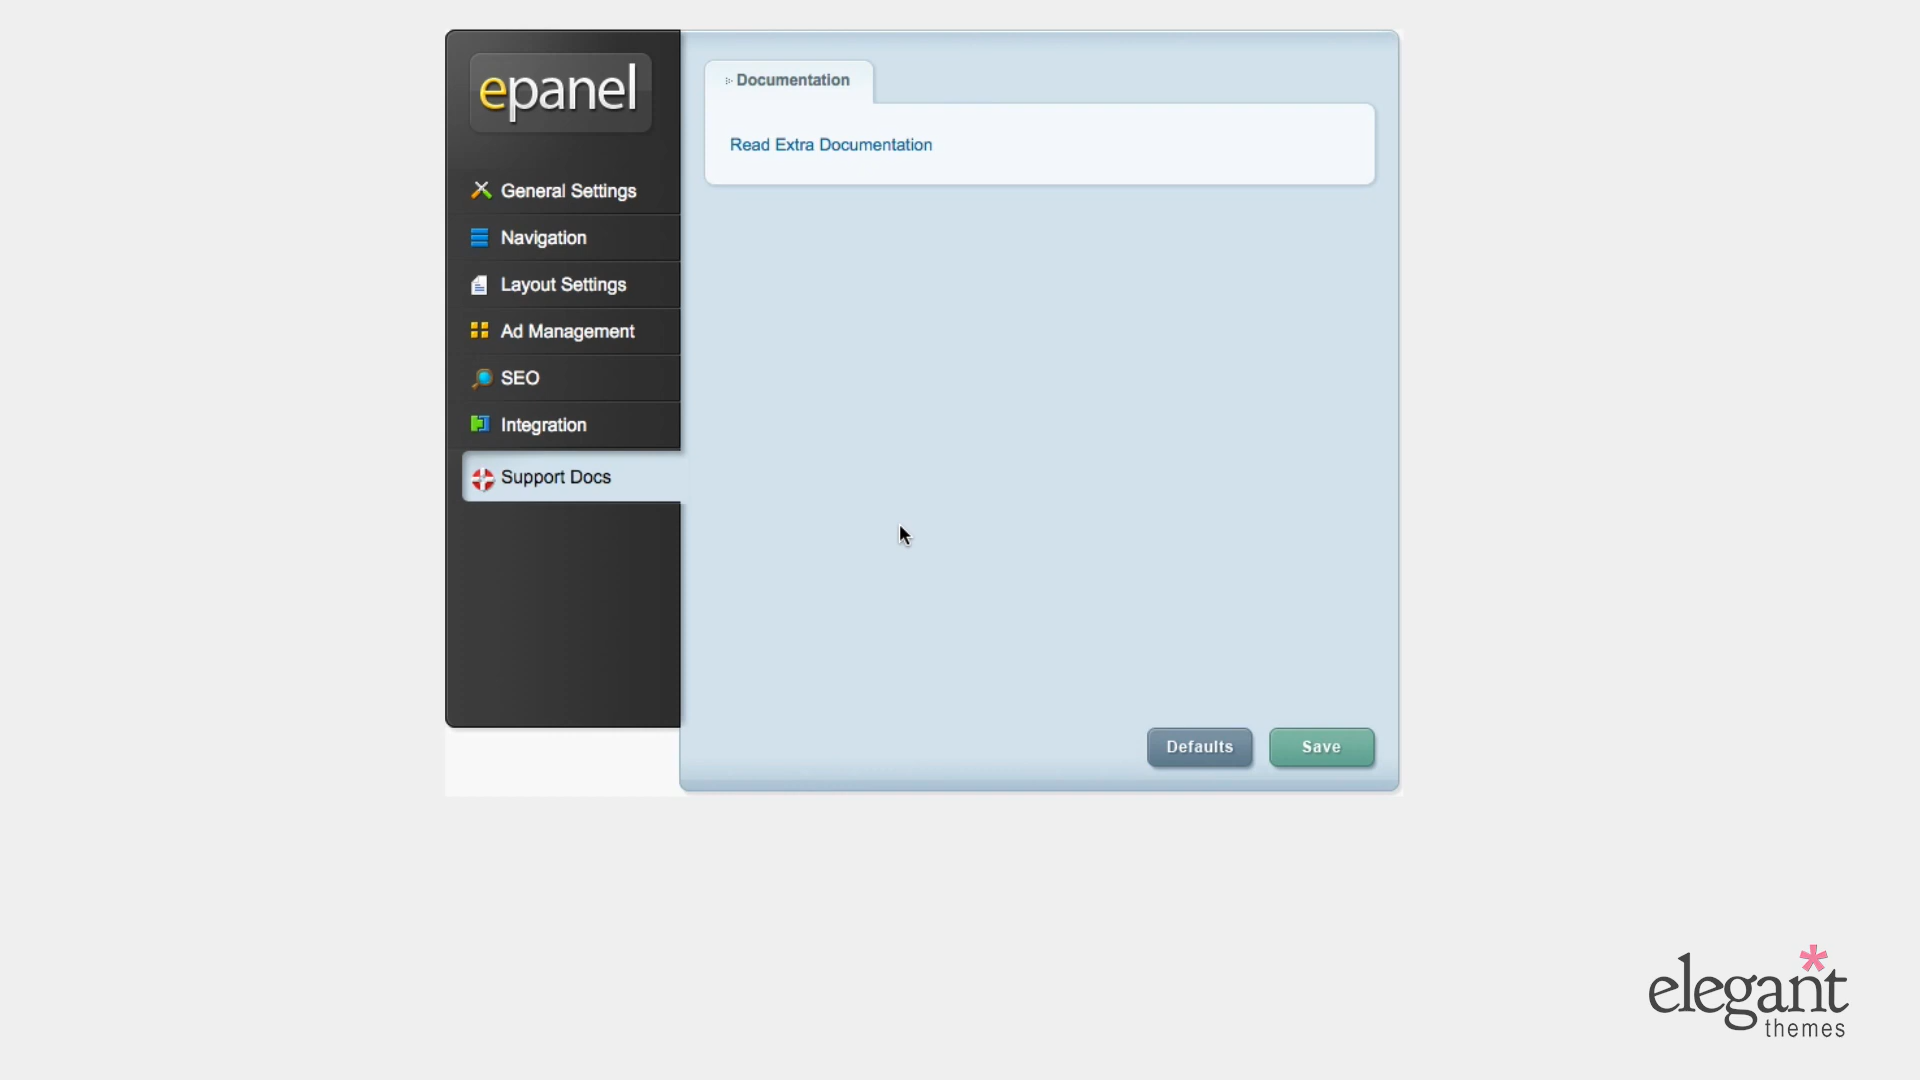 epanel
General Settings
Navigation
Layout Settings
Ad Management
SEO
Integration
Support Docs
Documentation
Read Extra Documentation
Defaults
Save
elegant
themes